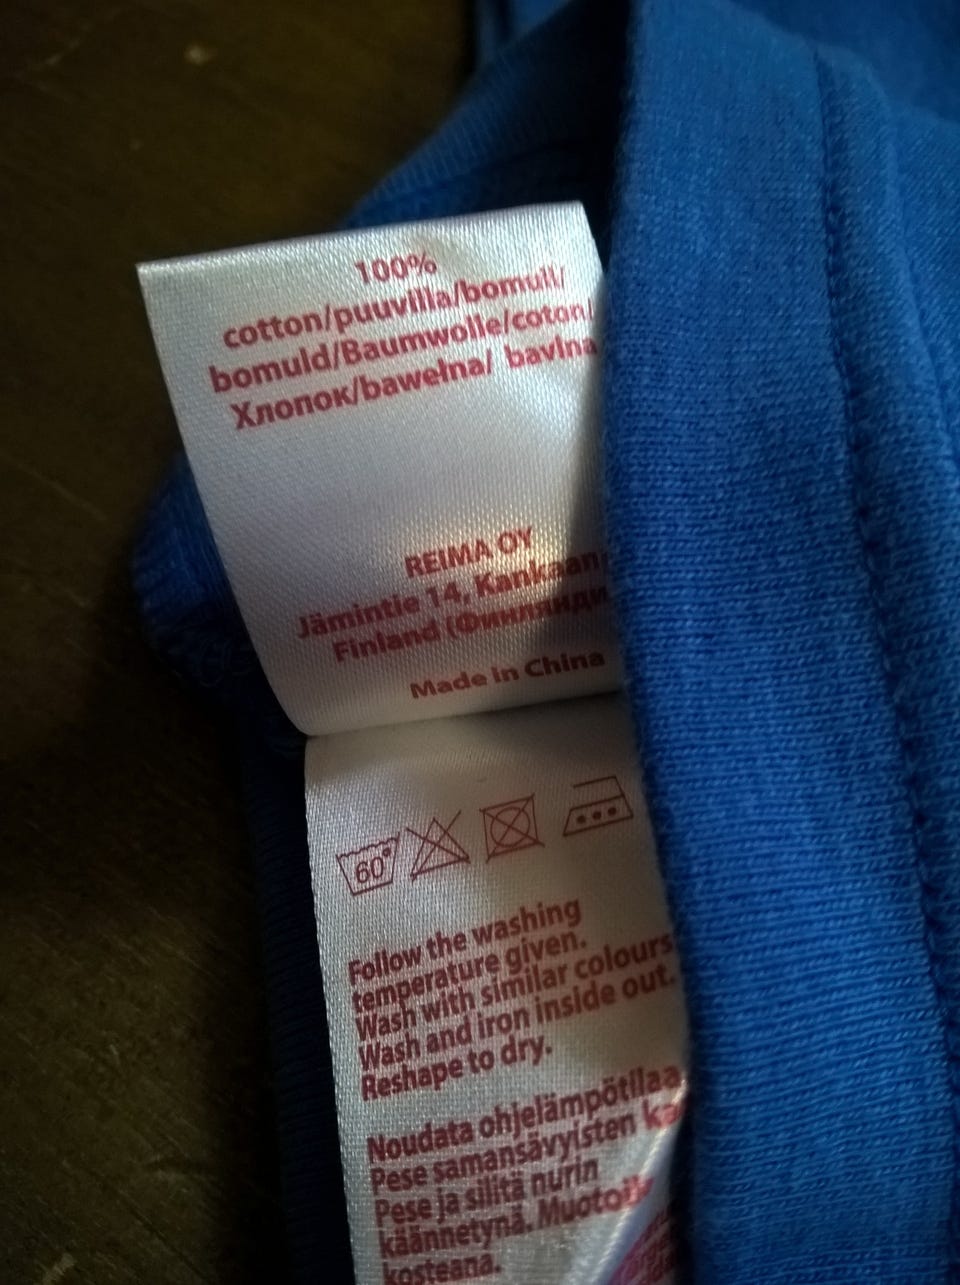 100%
cotton/puuvilla/bomull/
bomuld/Baumwolle/coton/
Хлопок/bawełna/ bavlna
REIMA OY
Jämintie 14, Kankaan
Finland (Финлянди
Made in China
60°
Follow the washing
temperature given.
Wash with similar colours
Wash and iron inside out.
Reshape to dry.
Noudata ohjelämpötilaa
Pese samansävyisten ka
Pese ja silitä nurin
käännetynä. Muotoile
kosteana.